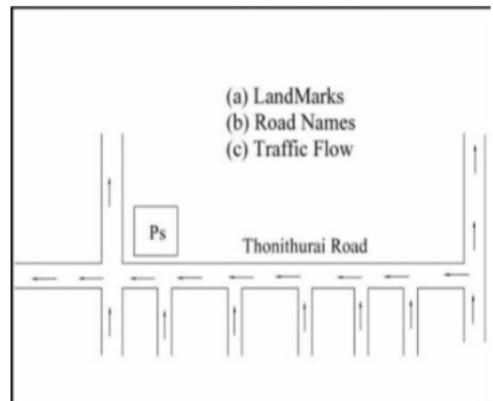 (a) LandMarks
(b) Road Names
(c) Traffic Flow
Ps
Thonithurai Road